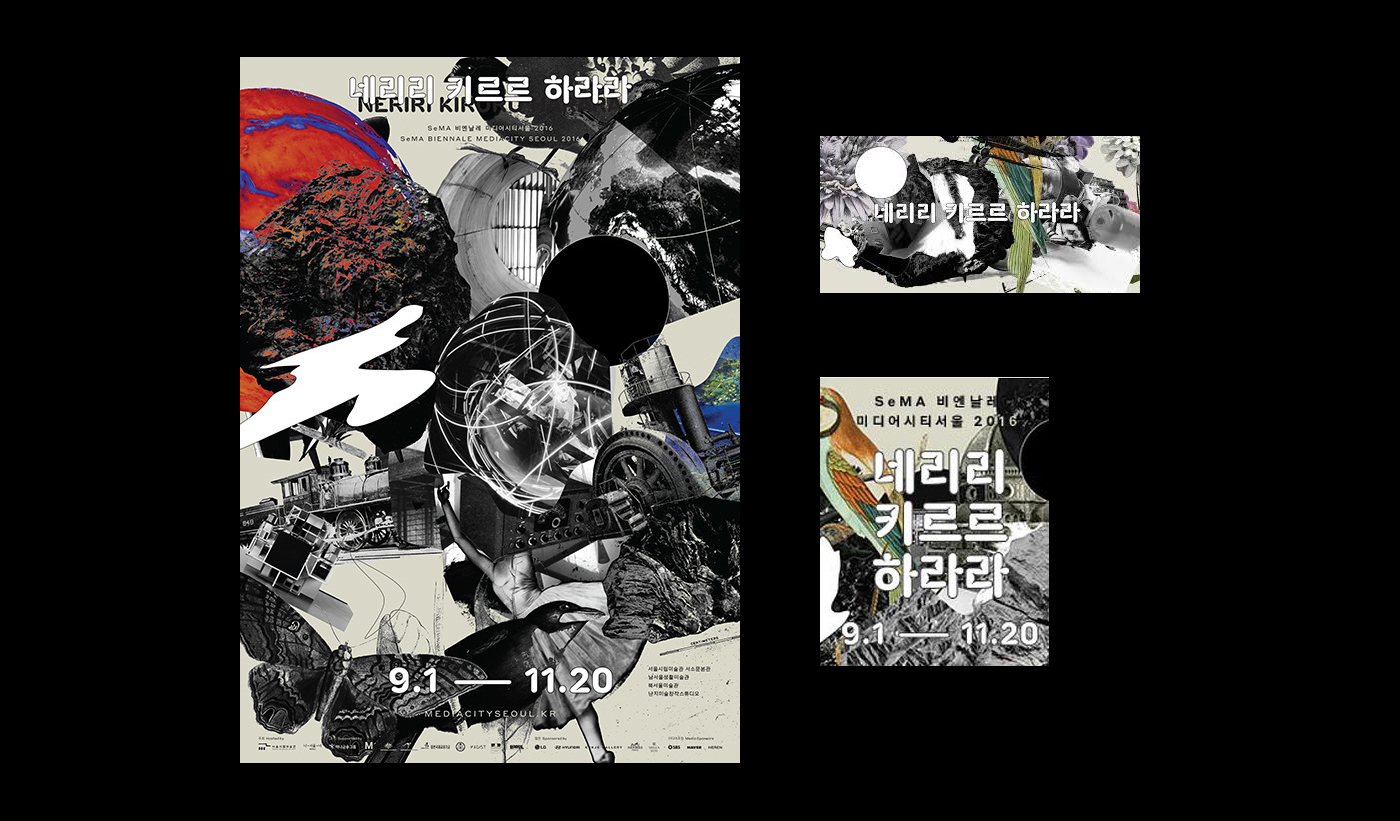 네리리 키르르 하라라
NERIRI KIRURU
SeMA 비엔날레 미디어시티서울 2016
SeMA BIENNALE MEDIACITY SEOUL 2016
CENTIMETERS
9.1 — 11.20
서울시립미술관 서소문본관
남서울생활미술관
북서울미술관
난지미술창작스튜디오
MEDIACITYSEOUL.KR
LG HYUNDAI SBS NAVER
네리리 키르르 하라라
SeMA 비엔날레
미디어시티서울 2016
네리리
키르르
하라라
9.1 — 11.20